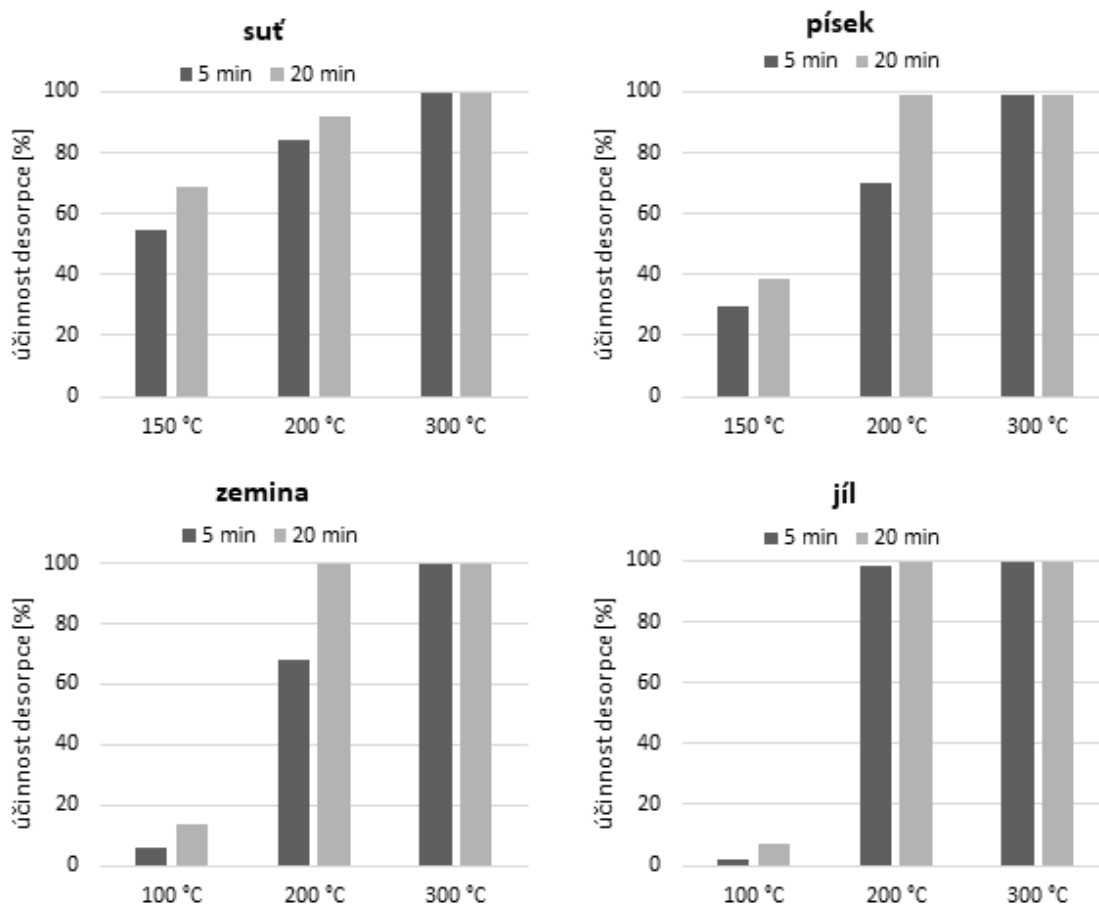 suť
■ 5 min ■ 20 min
účinnost desorpce [%]
100
80
60
40
20
0
150 °C 200 °C 300 °C
písek
■ 5 min ■ 20 min
účinnost desorpce [%]
100
80
60
40
20
0
150 °C 200 °C 300 °C
zemina
■ 5 min ■ 20 min
účinnost desorpce [%]
100
80
60
40
20
0
100 °C 200 °C 300 °C
jíl
■ 5 min ■ 20 min
účinnost desorpce [%]
100
80
60
40
20
0
100 °C 200 °C 300 °C